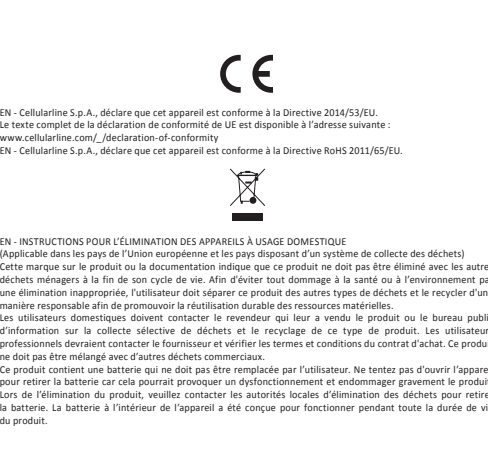 CE
EN - Cellularline S.p.A., déclare que cet appareil est conforme à la Directive 2014/53/EU.
Le texte complet de la déclaration de conformité de UE est disponible à l'adresse suivante :
www.cellularline.com/_/declaration-of-conformity
EN - Cellularline S.p.A., déclare que cet appareil est conforme à la Directive RoHS 2011/65/EU.
EN - INSTRUCTIONS POUR L'ÉLIMINATION DES APPAREILS À USAGE DOMESTIQUE
(Applicable dans les pays de l'Union européenne et les pays disposant d'un système de collecte des déchets)
Cette marque sur le produit ou la documentation indique que ce produit ne doit pas être éliminé avec les autre
déchets ménagers à la fin de son cycle de vie. Afin d'éviter tout dommage à la santé ou à l'environnement pa
une élimination inappropriée, l'utilisateur doit séparer ce produit des autres types de déchets et le recycler d'un
manière responsable afin de promouvoir la réutilisation durable des ressources matérielles.
Les utilisateurs domestiques doivent contacter le revendeur qui leur a vendu le produit ou le bureau publi
d'information sur la collecte sélective de déchets et le recyclage de ce type de produit. Les utilisateur
professionnels devraient contacter le fournisseur et vérifier les termes et conditions du contrat d'achat. Ce produi
ne doit pas être mélangé avec d'autres déchets commerciaux.
Ce produit contient une batterie qui ne doit pas être remplacée par l'utilisateur. Ne tentez pas d'ouvrir l'appare
pour retirer la batterie car cela pourrait provoquer un dysfonctionnement et endommager gravement le produi
Lors de l'élimination du produit, veuillez contacter les autorités locales d'élimination des déchets pour retire
la batterie. La batterie à l'intérieur de l'appareil a été conçue pour fonctionner pendant toute la durée de vi
du produit.